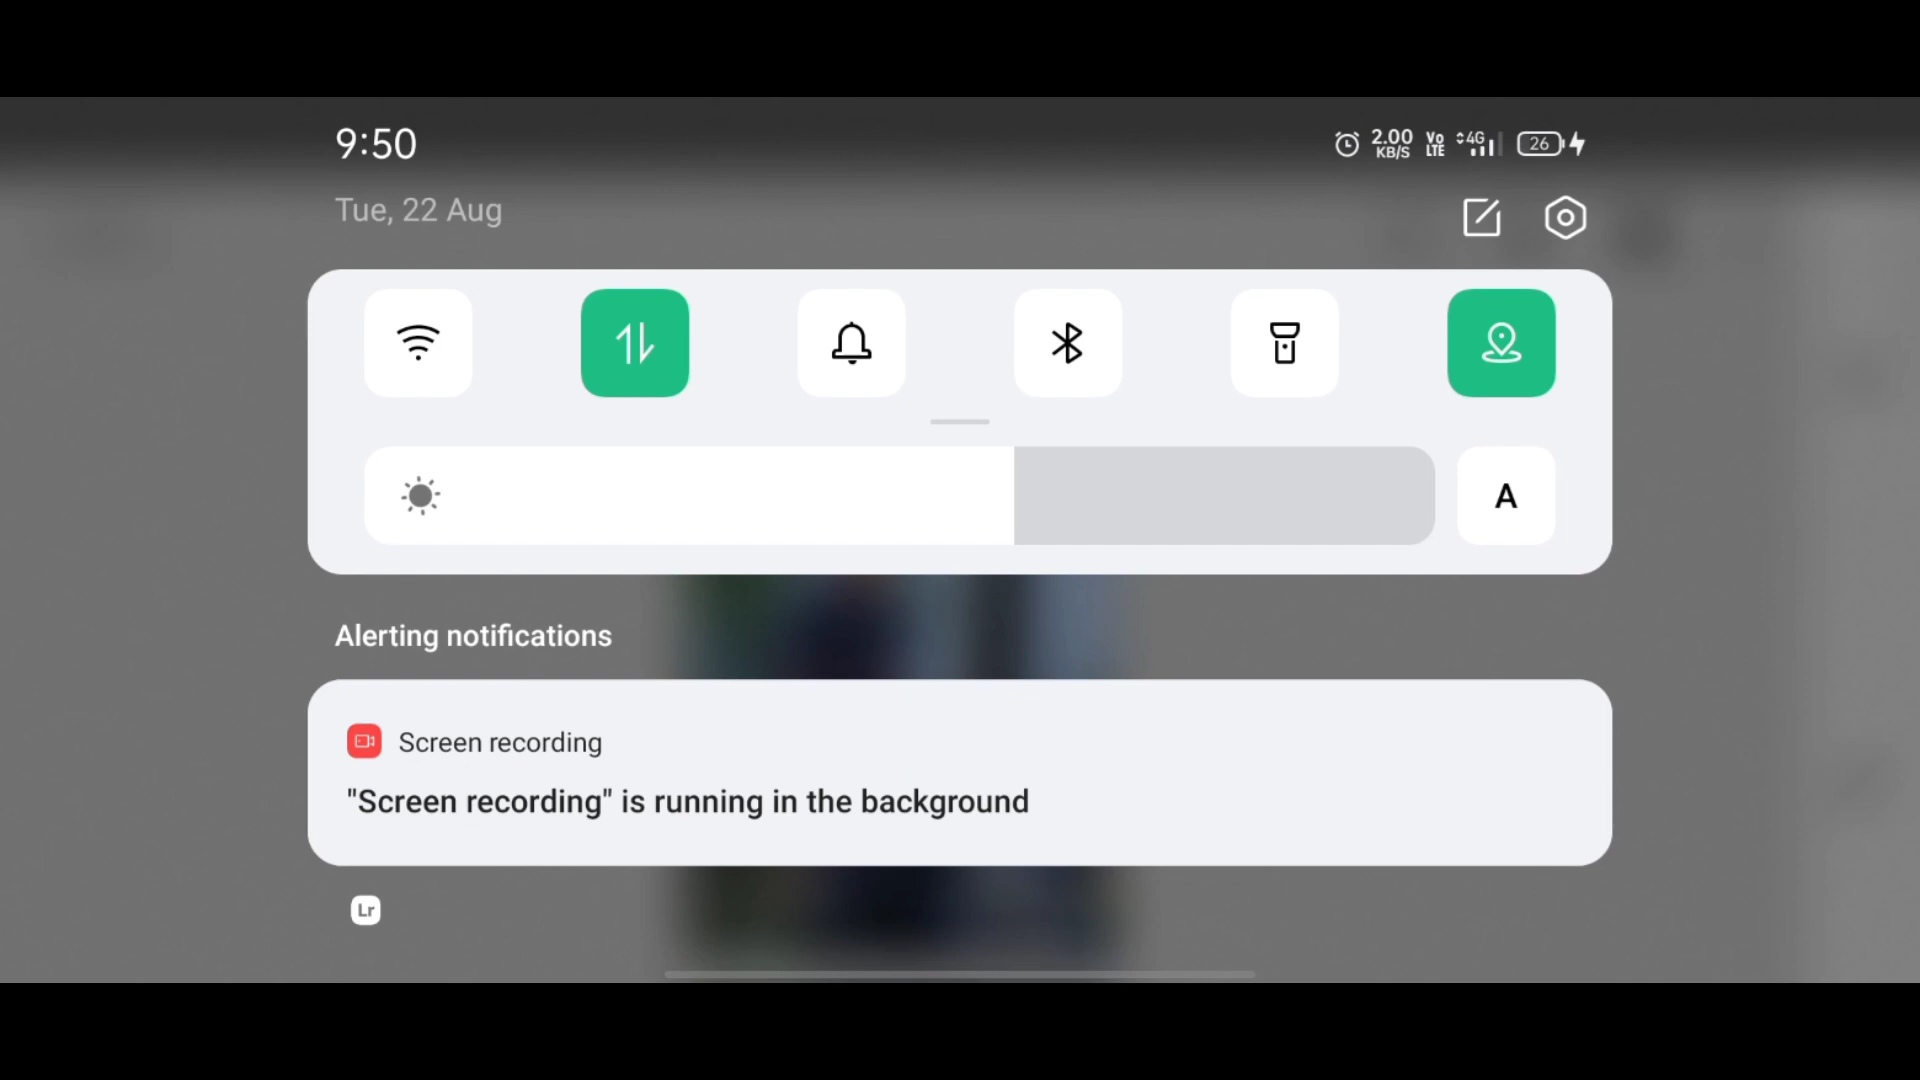 9:50
2.00
KB/S
Vo
LTE
4G
26
Tue, 22 Aug
A
Alerting notifications
Screen recording
"Screen recording" is running in the background
Lr